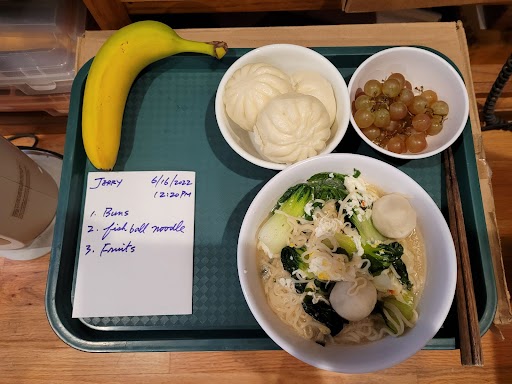 JERRY 6/16/2022
12:20PM
1. Buns
2. fish ball noodle
3. Fruits